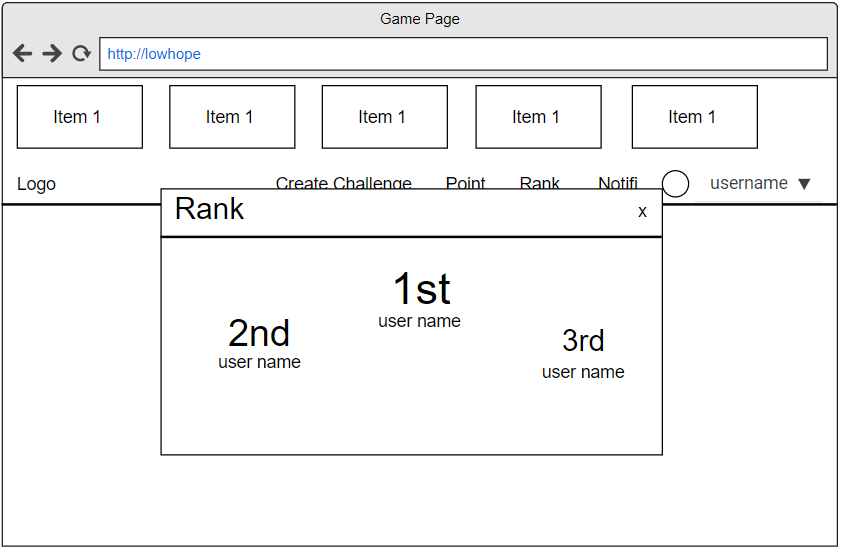 Game Page
http://lowhope
Item 1 Item 1 Item 1 Item 1 Item 1
Logo Create Challenge Point Rank Notifi username ▼
Rank x
1st
user name
2nd
user name
3rd
user name